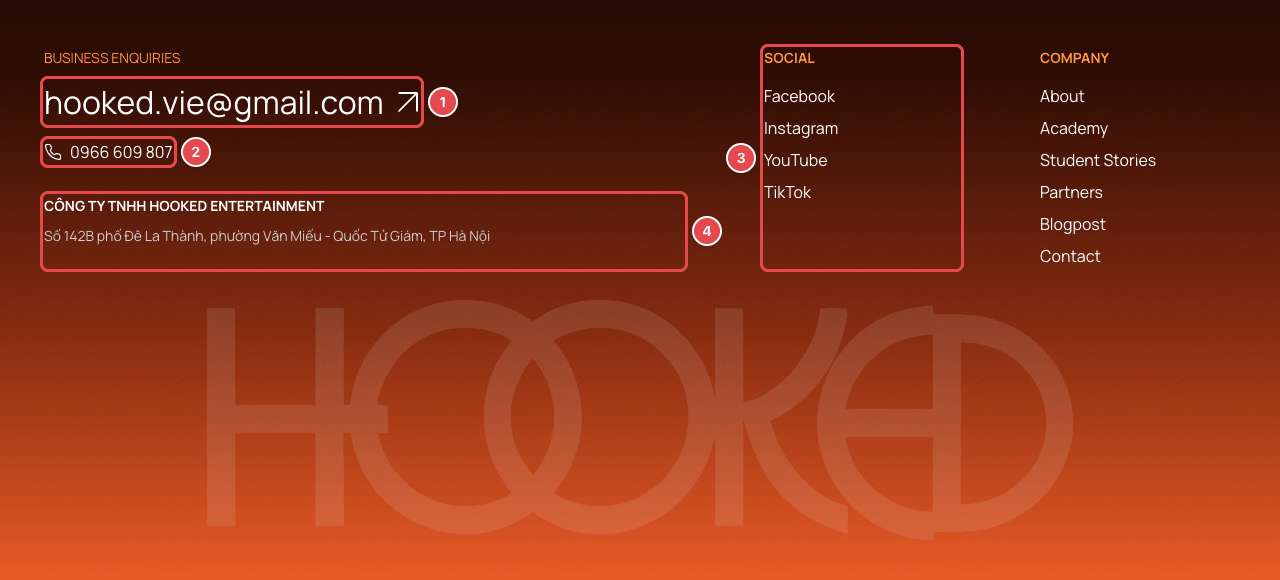 BUSINESS ENQUIRIES
hooked.vie@gmail.com
1
0966 609 807
2
CÔNG TY TNHH HOOKED ENTERTAINMENT
Số 142B phố Đê La Thành, phường Văn Miếu - Quốc Tử Giám, TP Hà Nội
4
3
SOCIAL
Facebook
Instagram
YouTube
TikTok
COMPANY
About
Academy
Student Stories
Partners
Blogpost
Contact
HOOKED